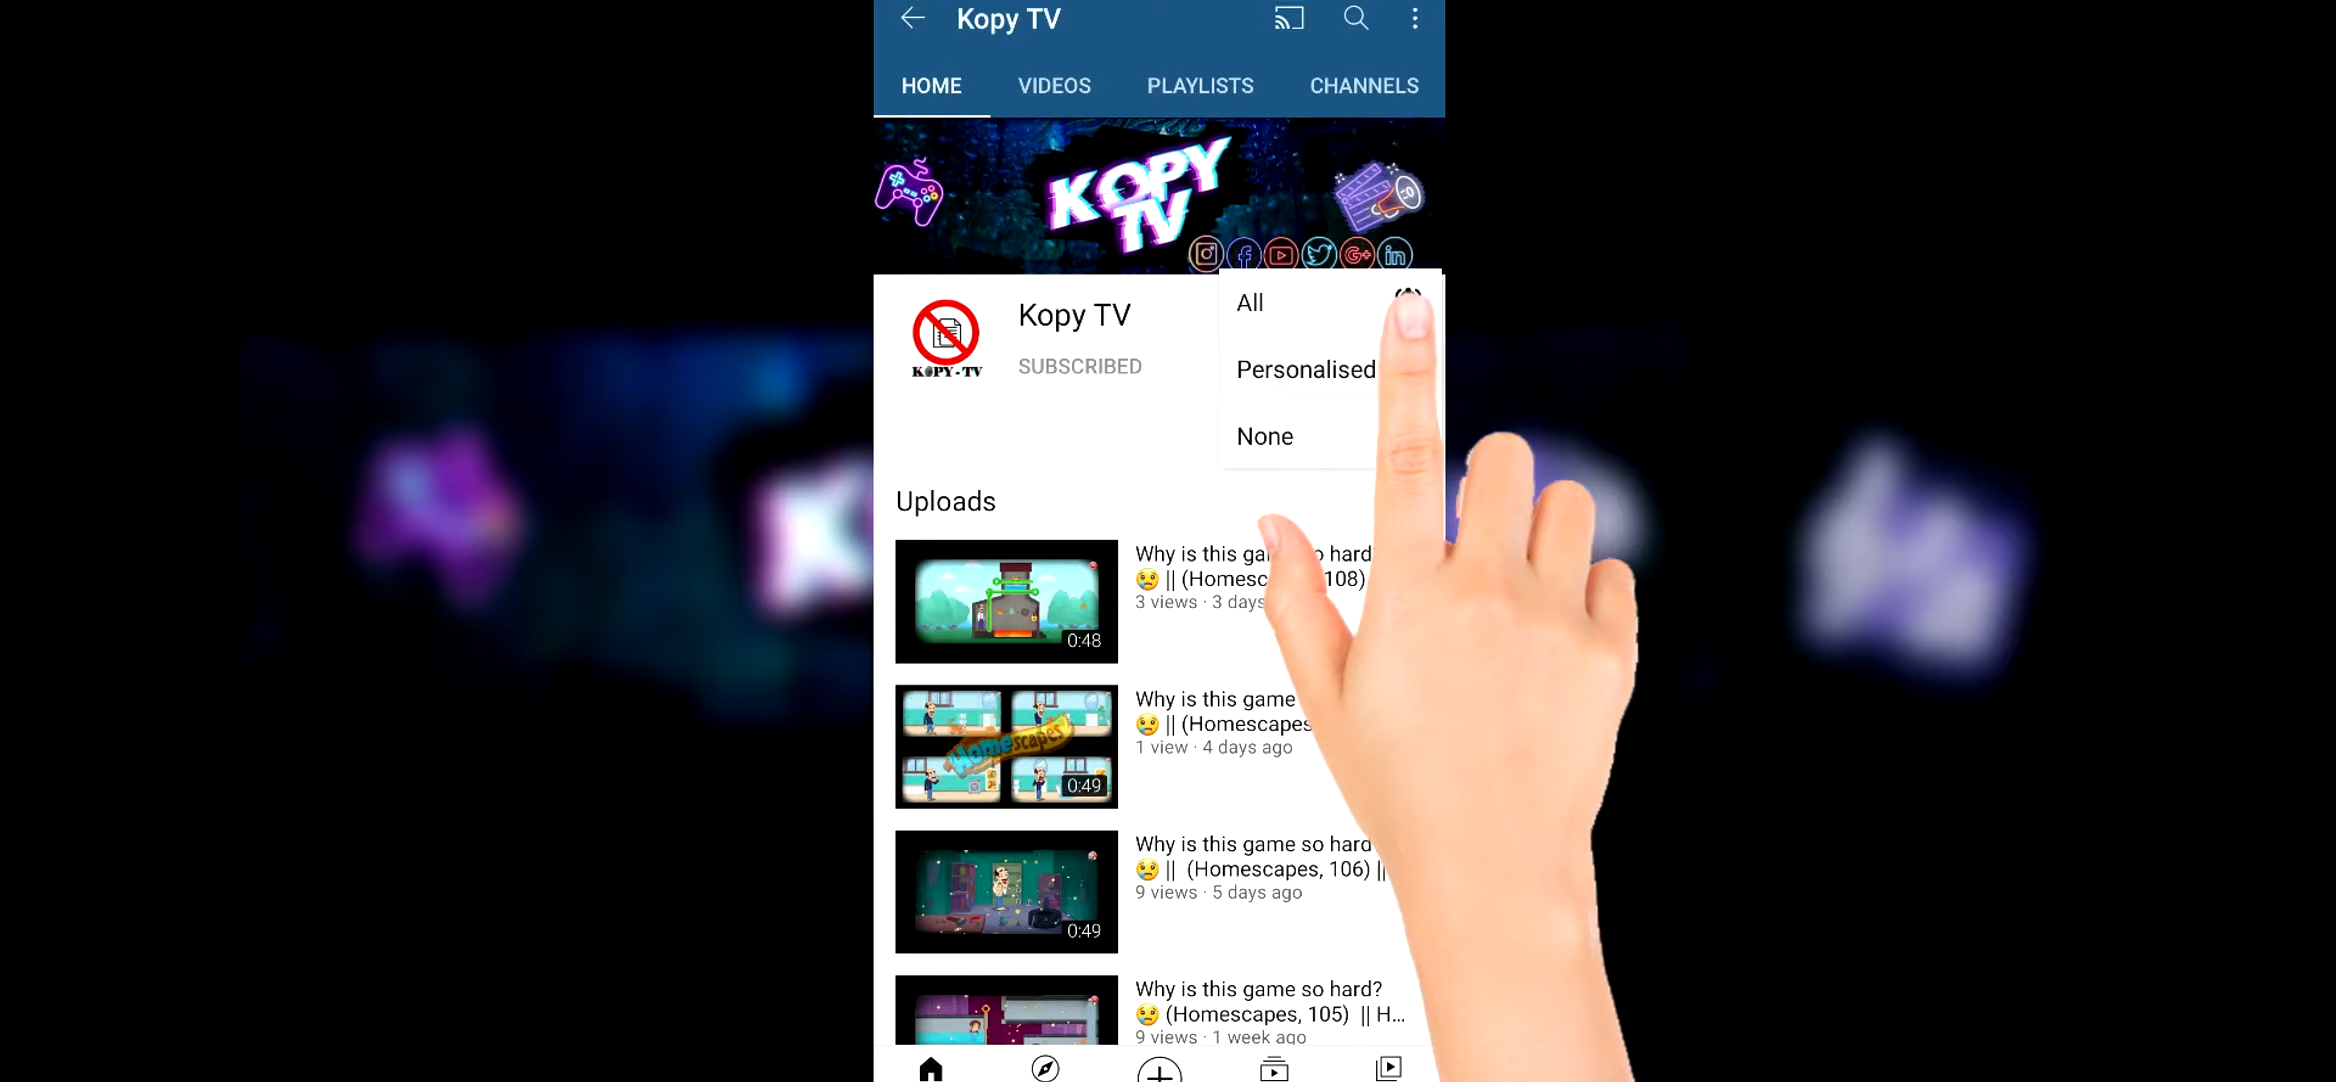 Kopy TV
HOME VIDEOS PLAYLISTS CHANNELS
KOPY
TV
Kopy TV
SUBSCRIBED
KOPY-TV
All
Personalised
None
Uploads
Why is this ga o hard
😢 || (Homesc 108)
3 views · 3 days
0:48
Why is this game
😢 || (Homescapes
1 view · 4 days ago
Homescapes
0:49
Why is this game so hard
😢 || (Homescapes, 106) ||
9 views · 5 days ago
0:49
Why is this game so hard?
😢 (Homescapes, 105) || H...
9 views · 1 week ago